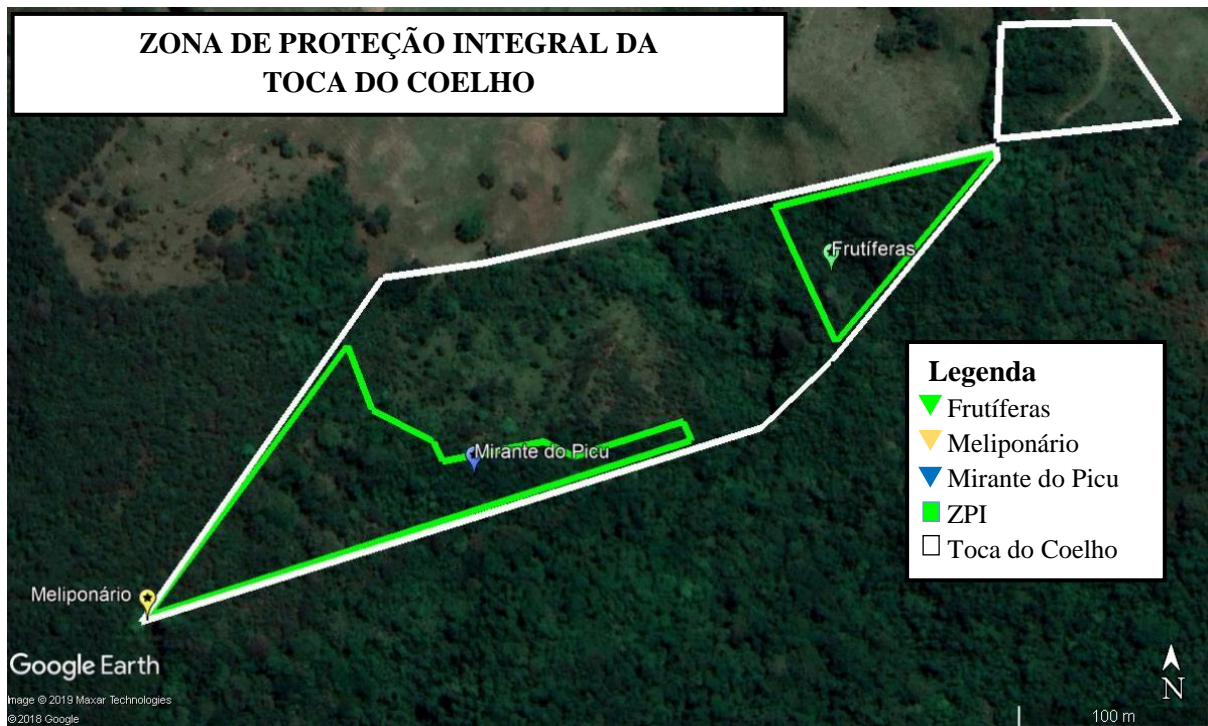 ZONA DE PROTEÇÃO INTEGRAL DA
TOCA DO COELHO
Frutíferas
Mirante do Picu
Meliponário
Legenda
Frutíferas
Meliponário
Mirante do Picu
ZPI
Toca do Coelho
Google Earth
Image © 2019 Maxar Technologies
© 2018 Google
N
100 m